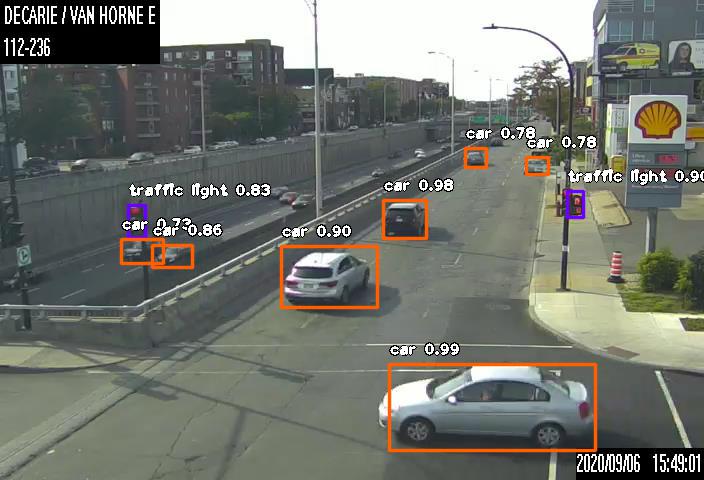 DECARIE / VAN HORNE E
112-236
car 0.78
car 0.78
traffic light 0.83
car 0.98
traffic light 0.90
car 0.73
car 0.86
car 0.90
car 0.99
2020/09/06 15:49:01